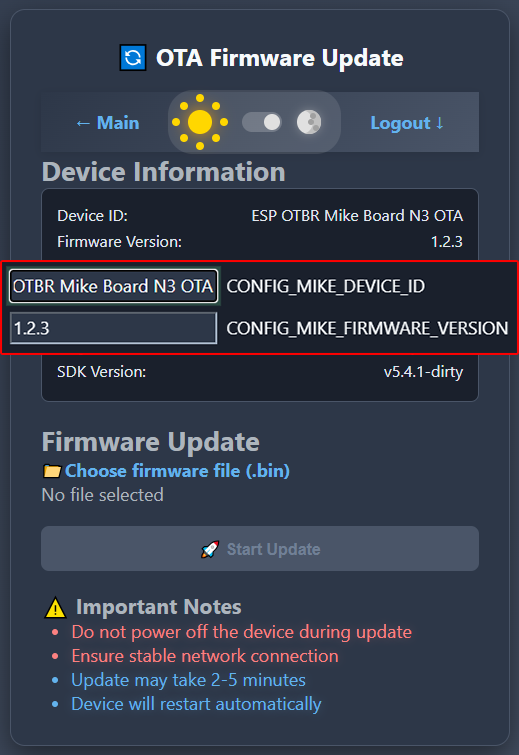 OTA Firmware Update
← Main
Logout ↓
Device Information
Device ID: ESP OTBR Mike Board N3 OTA
Firmware Version: 1.2.3
OTBR Mike Board N3 OTA CONFIG_MIKE_DEVICE_ID
1.2.3 CONFIG_MIKE_FIRMWARE_VERSION
SDK Version: v5.4.1-dirty
Firmware Update
Choose firmware file (.bin)
No file selected
Start Update
Important Notes
• Do not power off the device during update
• Ensure stable network connection
• Update may take 2-5 minutes
• Device will restart automatically